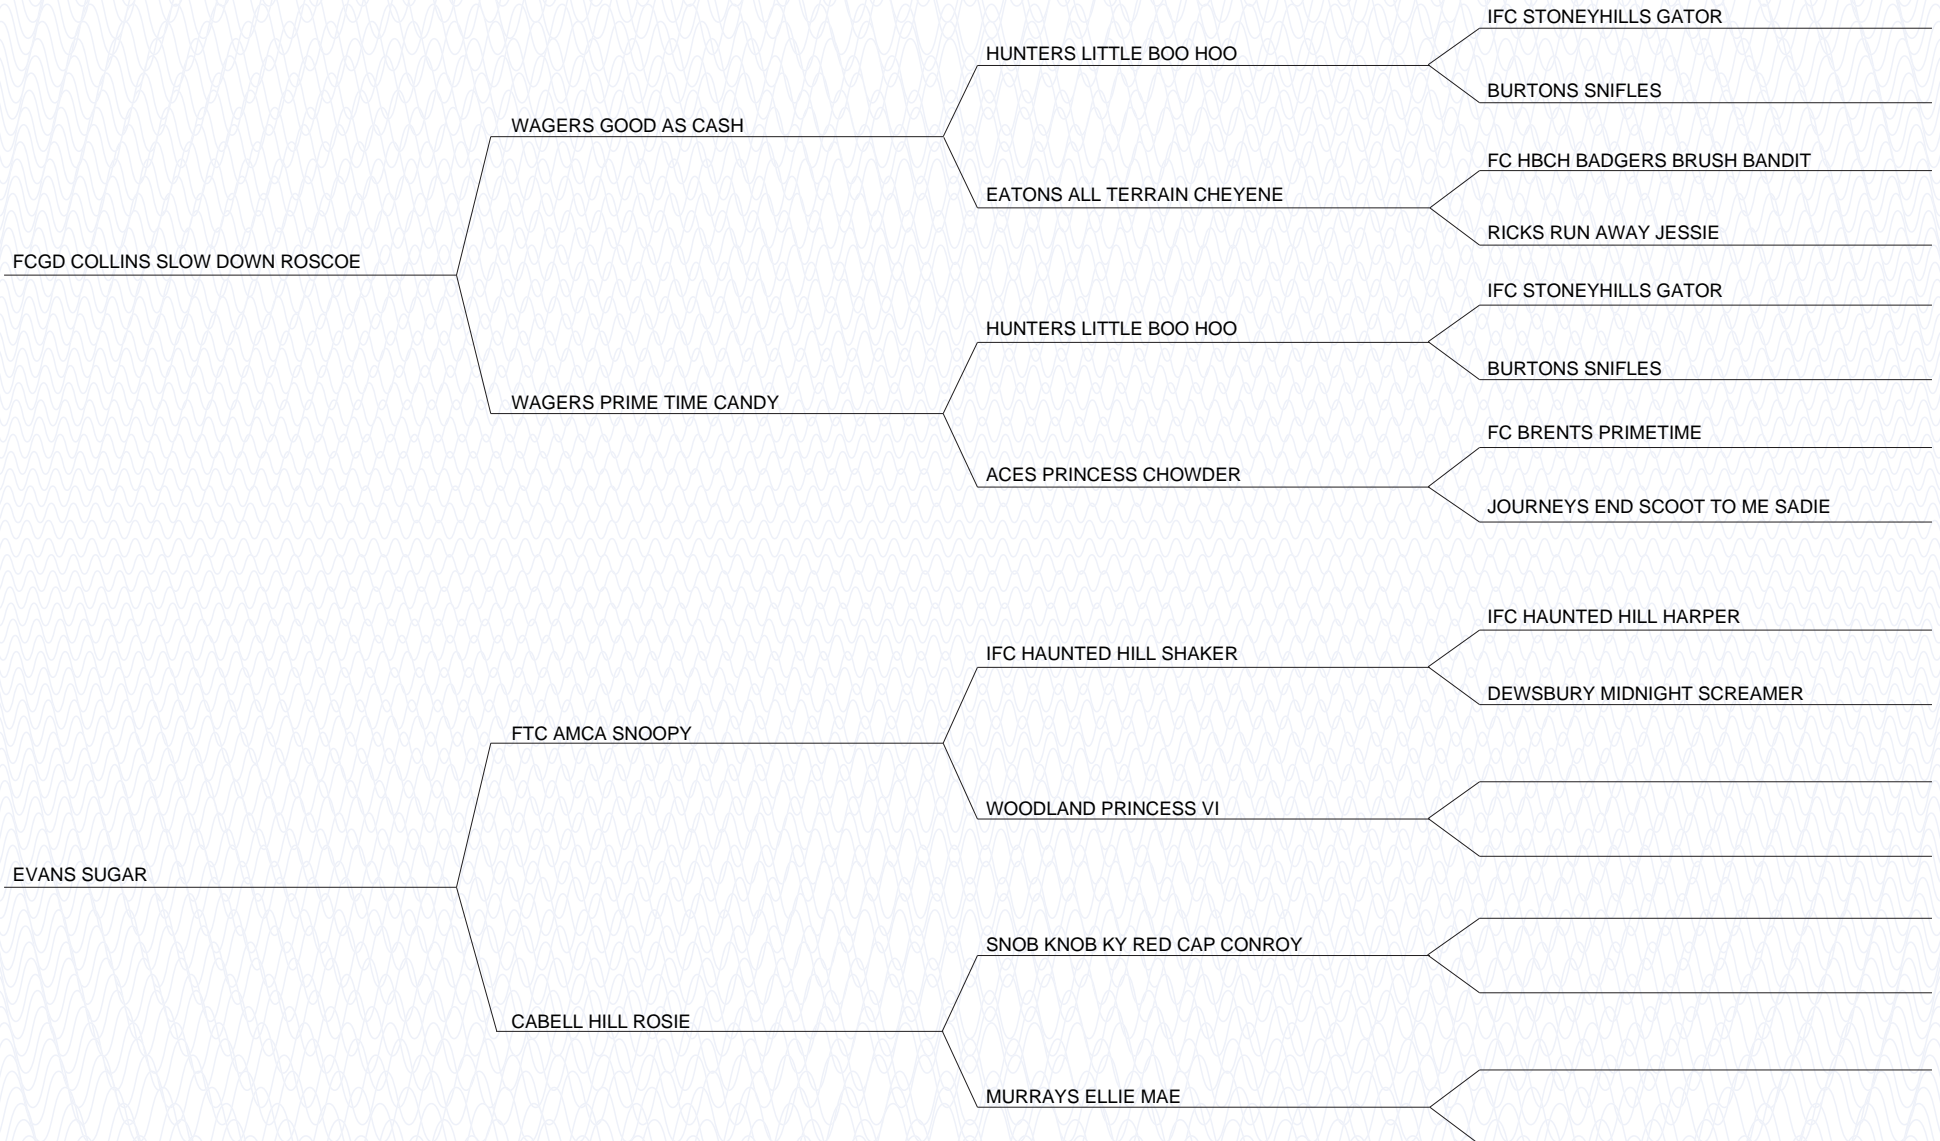 IFC STONEYHILLS GATOR
HUNTERS LITTLE BOO HOO
BURTONS SNIFLES
WAGERS GOOD AS CASH
FC HBCH BADGERS BRUSH BANDIT
EATONS ALL TERRAIN CHEYENE
RICKS RUN AWAY JESSIE
FCGD COLLINS SLOW DOWN ROSCOE
IFC STONEYHILLS GATOR
HUNTERS LITTLE BOO HOO
BURTONS SNIFLES
WAGERS PRIME TIME CANDY
FC BRENTS PRIMETIME
ACES PRINCESS CHOWDER
JOURNEYS END SCOOT TO ME SADIE
IFC HAUNTED HILL HARPER
IFC HAUNTED HILL SHAKER
DEWSBURY MIDNIGHT SCREAMER
FTC AMCA SNOOPY
WOODLAND PRINCESS VI
EVANS SUGAR
SNOB KNOB KY RED CAP CONROY
CABELL HILL ROSIE
MURRAYS ELLIE MAE